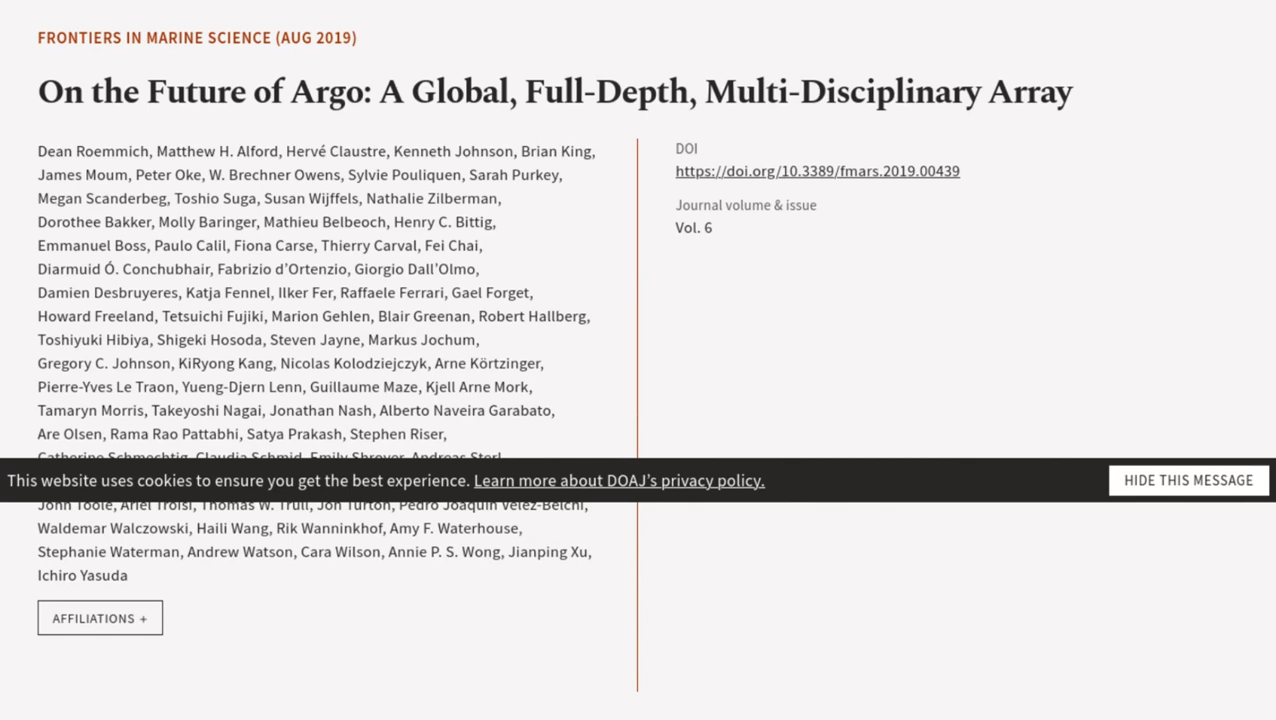 FRONTIERS IN MARINE SCIENCE (AUG 2019)
On the Future of Argo: A Global, Full-Depth, Multi-Disciplinary Array
Dean Roemmich, Matthew H. Alford, Hervé Claustre, Kenneth Johnson, Brian King,
James Moum, Peter Oke, W. Brechner Owens, Sylvie Pouliquen, Sarah Purkey,
Megan Scanderbeg, Toshio Suga, Susan Wijffels, Nathalie Zilberman,
Dorothee Bakker, Molly Baringer, Mathieu Belbeoch, Henry C. Bittig,
Emmanuel Boss, Paulo Calil, Fiona Carse, Thierry Carval, Fei Chai,
Diarmuid Ó. Conchubhair, Fabrizio d’Ortenzio, Giorgio Dall’Olmo,
Damien Desbruyeres, Katja Fennel, Ilker Fer, Raffaele Ferrari, Gael Forget,
Howard Freeland, Tetsuichi Fujiki, Marion Gehlen, Blair Greenan, Robert Hallberg,
Toshiyuki Hibiya, Shigeki Hosoda, Steven Jayne, Markus Jochum,
Gregory C. Johnson, KiRyong Kang, Nicolas Kolodziejczyk, Arne Körtzinger,
Pierre-Yves Le Traon, Yueng-Djern Lenn, Guillaume Maze, Kjell Arne Mork,
Tamaryn Morris, Takeyoshi Nagai, Jonathan Nash, Alberto Naveira Garabato,
Are Olsen, Rama Rao Pattabhi, Satya Prakash, Stephen Riser,
Catherine Schmechtig, Claudia Schmid, Emily Shroyer, Andreas Sterl,
This website uses cookies to ensure you get the best experience. Learn more about DOAJ’s privacy policy.
HIDE THIS MESSAGE
John Toole, Ariel Troisi, Thomas W. Trull, Jon Turton, Pedro Joaquin Velez-Belchi,
Waldemar Walczowski, Haili Wang, Rik Wanninkhof, Amy F. Waterhouse,
Stephanie Waterman, Andrew Watson, Cara Wilson, Annie P. S. Wong, Jianping Xu,
Ichiro Yasuda
AFFILIATIONS +
DOI
https://doi.org/10.3389/fmars.2019.00439
Journal volume & issue
Vol. 6